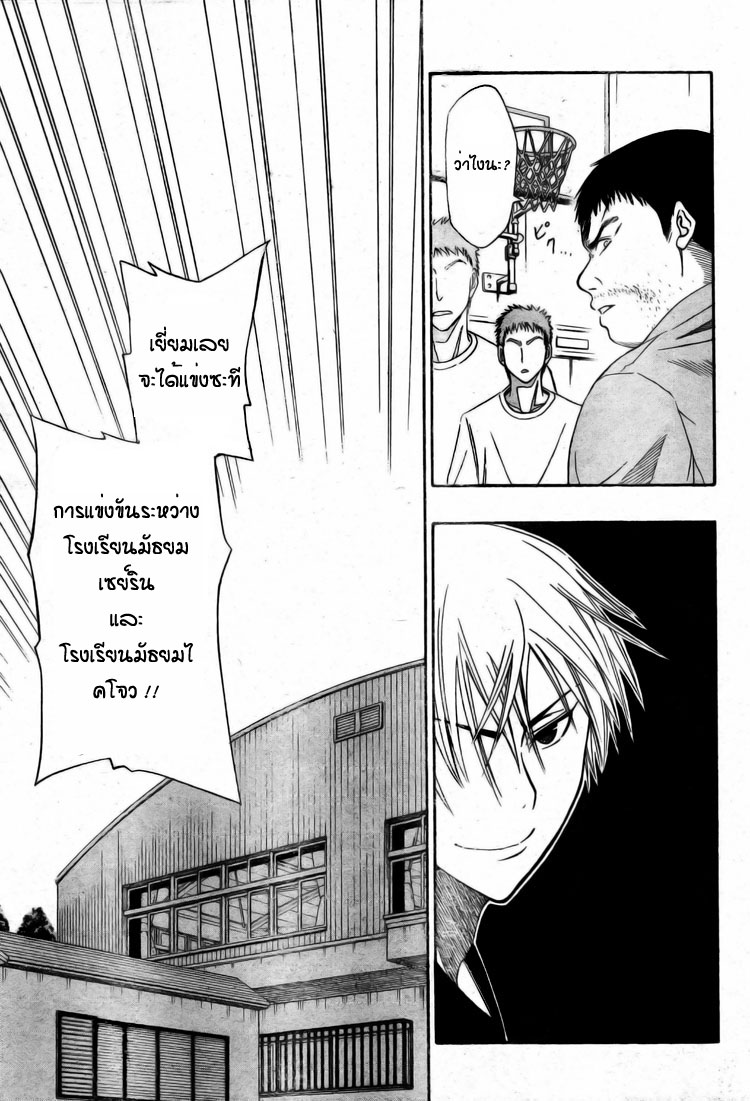 ว่าไงนะ?
ピク…
เยี่ยมเลย
จะได้แข่งซะที
การแข่งขันระหว่าง
โรงเรียนมัธยม
เซย์ริน
และ
โรงเรียนมัธยมไ
คโจว !!